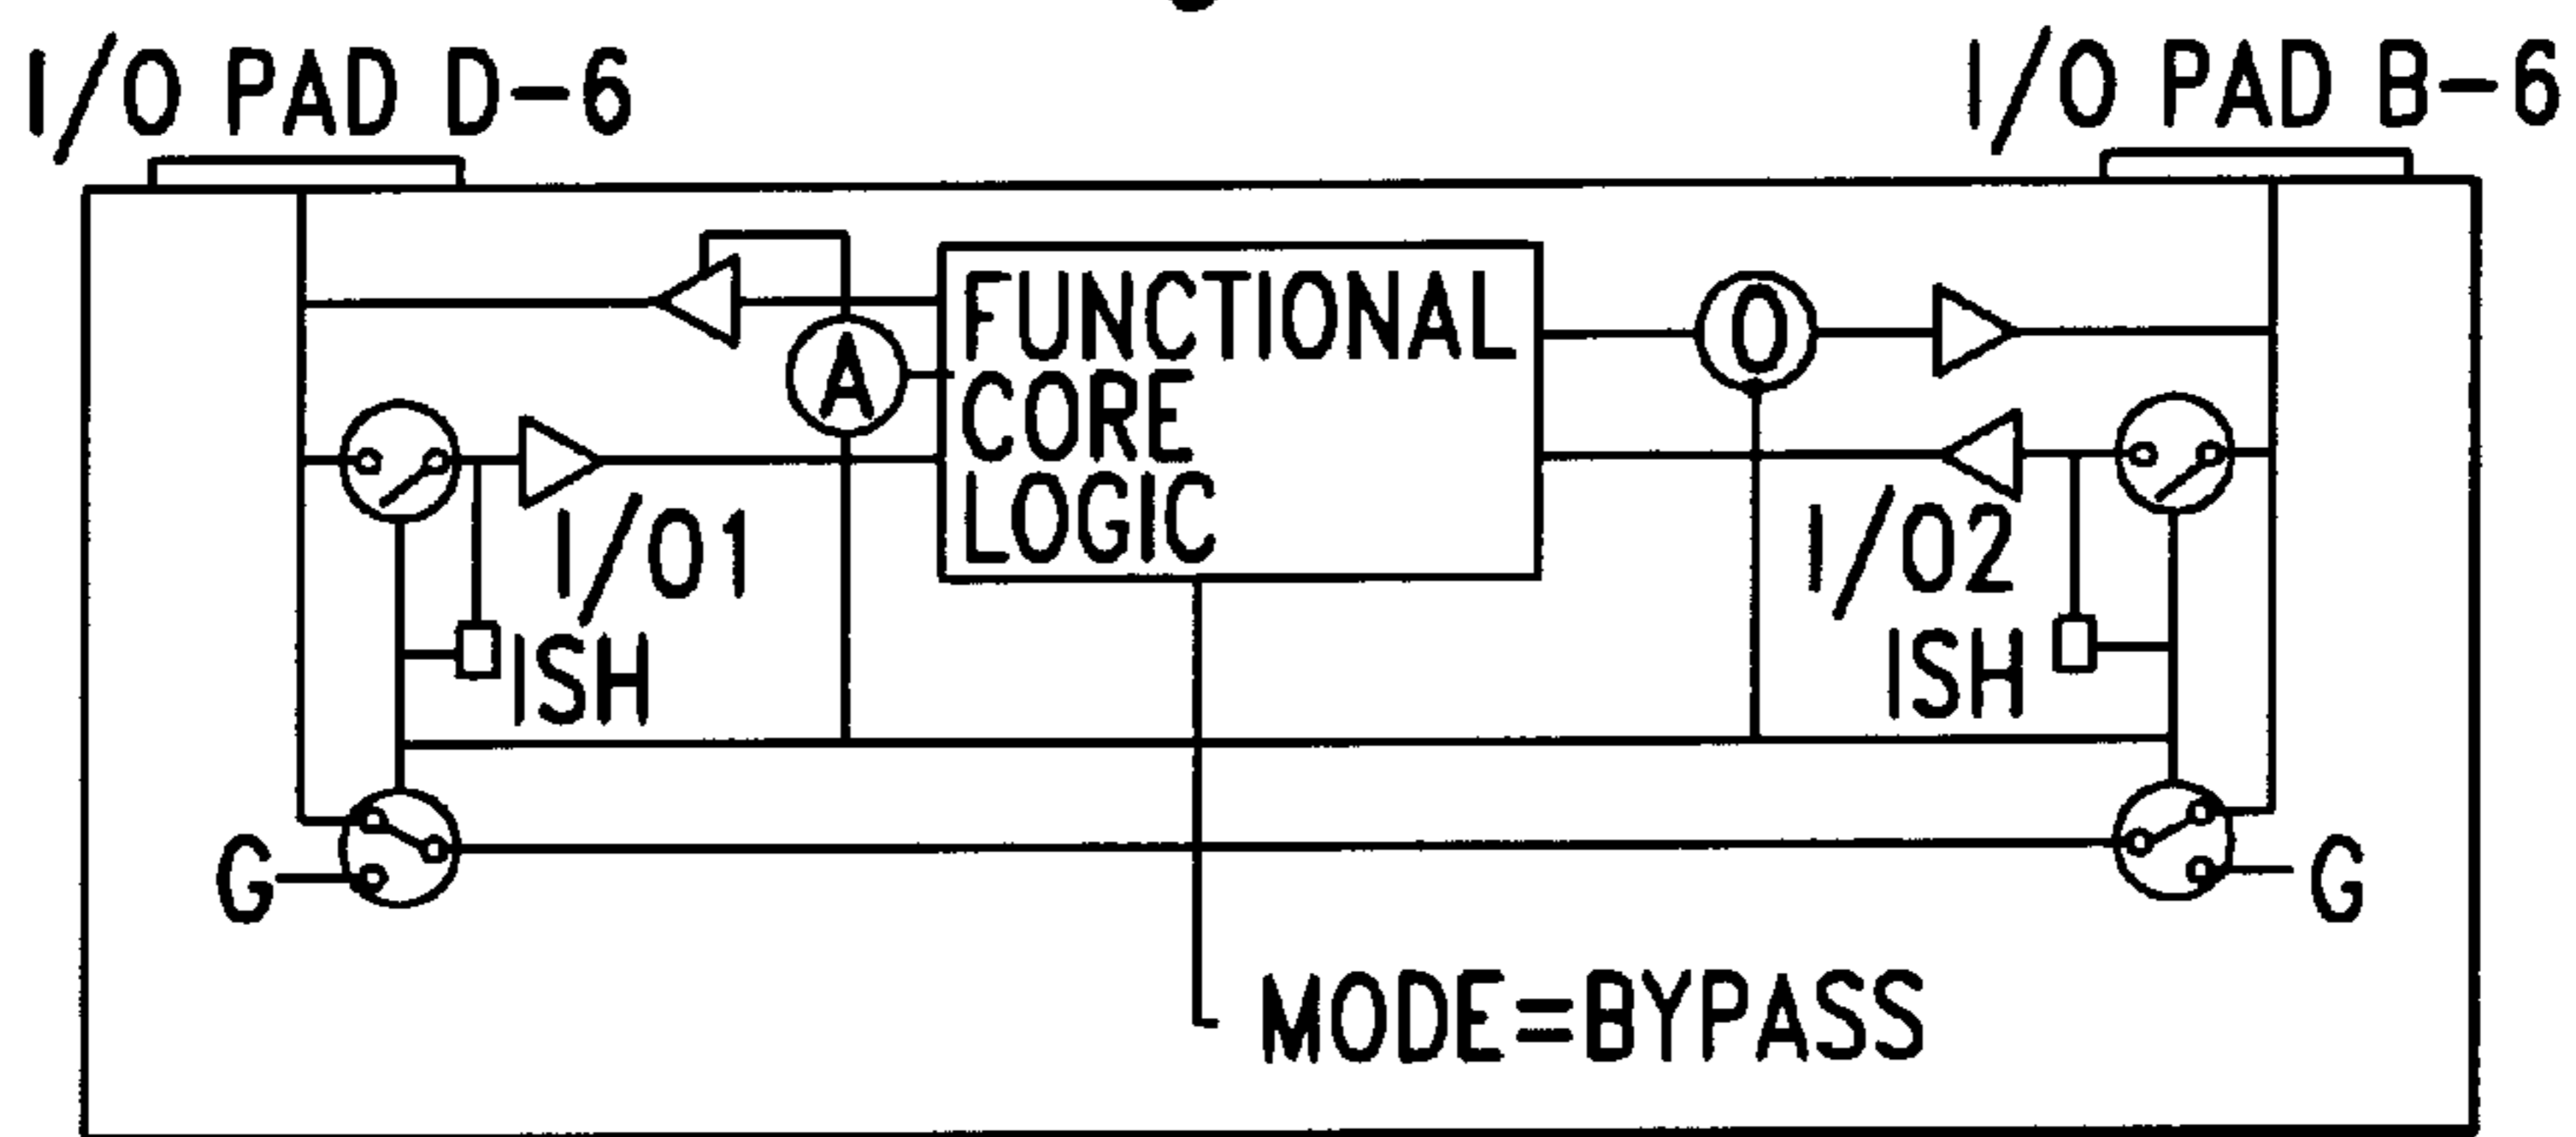 I/O PAD D-6
I/O PAD B-6
FUNCTIONAL
CORE
LOGIC
A
O
I/O1
ISH
I/O2
ISH
G
G
MODE=BYPASS